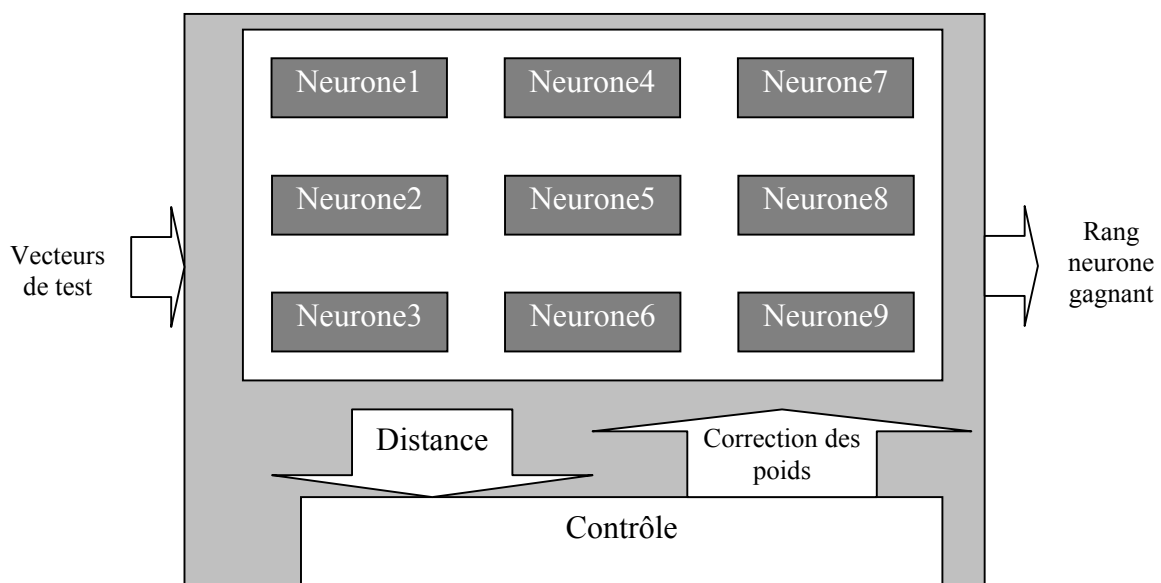 Neurone1
Neurone4
Neurone7
Neurone2
Neurone5
Neurone8
Neurone3
Neurone6
Neurone9
Vecteurs
de test
Rang
neurone
gagnant
Distance
Correction des
poids
Contrôle